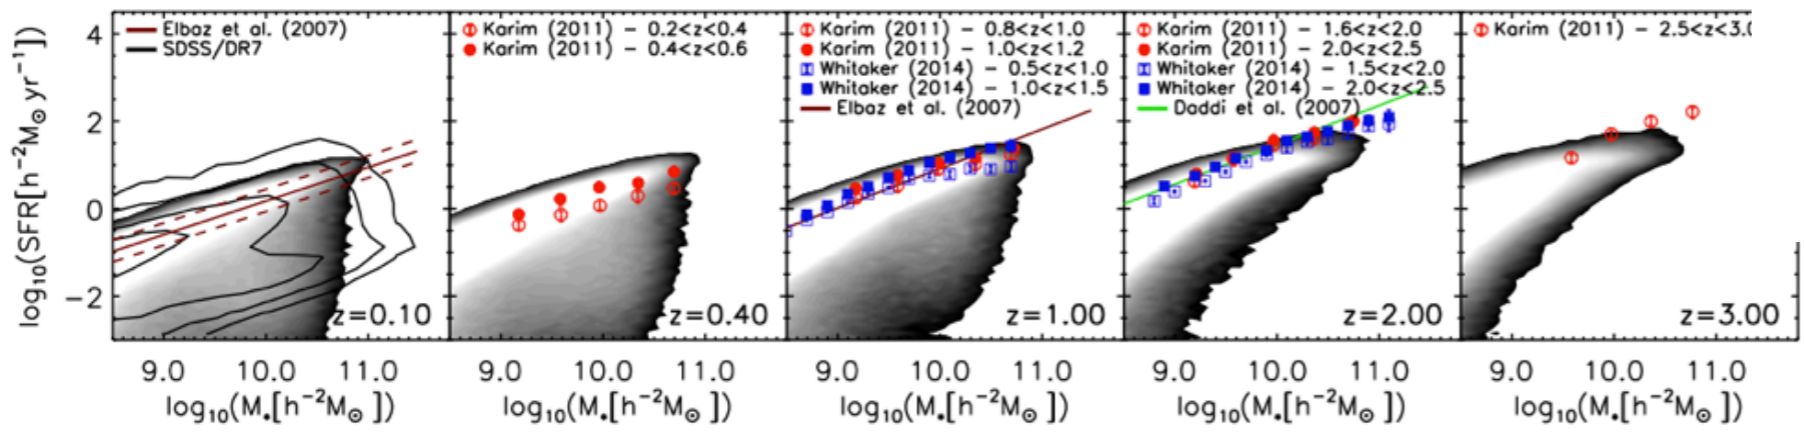 log₁₀(SFR[h⁻²M⊙yr⁻¹])
4
2
0
−2
Elbaz et al. (2007)
SDSS/DR7
z=0.10
9.0 10.0 11.0
log₁₀(M*[h⁻²M⊙])
Karim (2011) − 0.2<z<0.4
Karim (2011) − 0.4<z<0.6
z=0.40
9.0 10.0 11.0
log₁₀(M*[h⁻²M⊙])
Karim (2011) − 0.8<z<1.0
Karim (2011) − 1.0<z<1.2
Whitaker (2014) − 0.5<z<1.0
Whitaker (2014) − 1.0<z<1.5
Elbaz et al. (2007)
z=1.00
9.0 10.0 11.0
log₁₀(M*[h⁻²M⊙])
Karim (2011) − 1.6<z<2.0
Karim (2011) − 2.0<z<2.5
Whitaker (2014) − 1.5<z<2.0
Whitaker (2014) − 2.0<z<2.5
Daddi et al. (2007)
z=2.00
9.0 10.0 11.0
log₁₀(M*[h⁻²M⊙])
Karim (2011) − 2.5<z<3.0
z=3.00
9.0 10.0 11.0
log₁₀(M*[h⁻²M⊙])